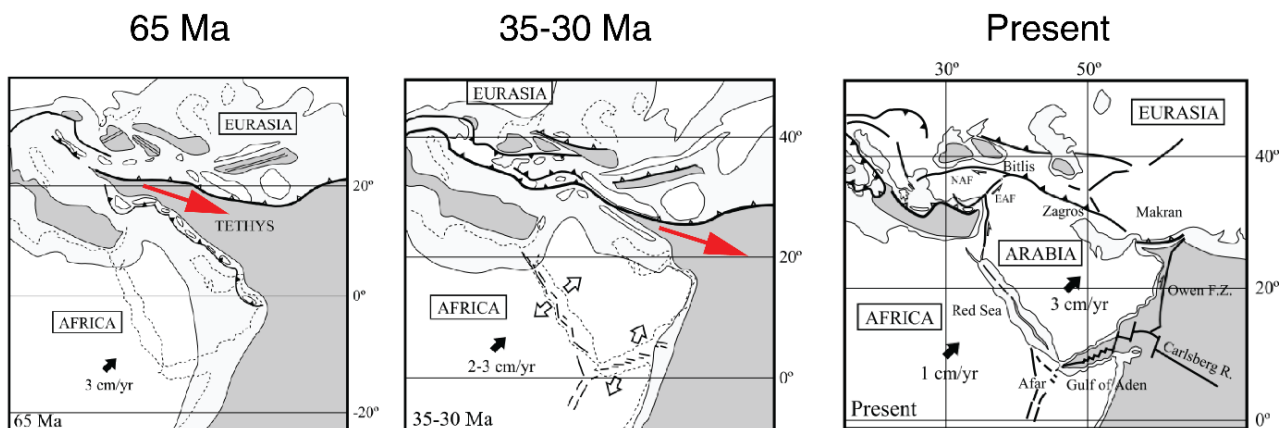 65 Ma
35-30 Ma
Present
EURASIA
20º
TETHYS
0º
AFRICA
3 cm/yr
-20º
65 Ma
EURASIA
40º
20º
AFRICA
2-3 cm/yr
0º
35-30 Ma
30º
50º
EURASIA
40º
Bitlis
NAF
EAF
Zagros
Makran
ARABIA
3 cm/yr
20º
Owen F.Z.
AFRICA
Red Sea
1 cm/yr
Carlsberg R.
Afar
Gulf of Aden
Present
0º